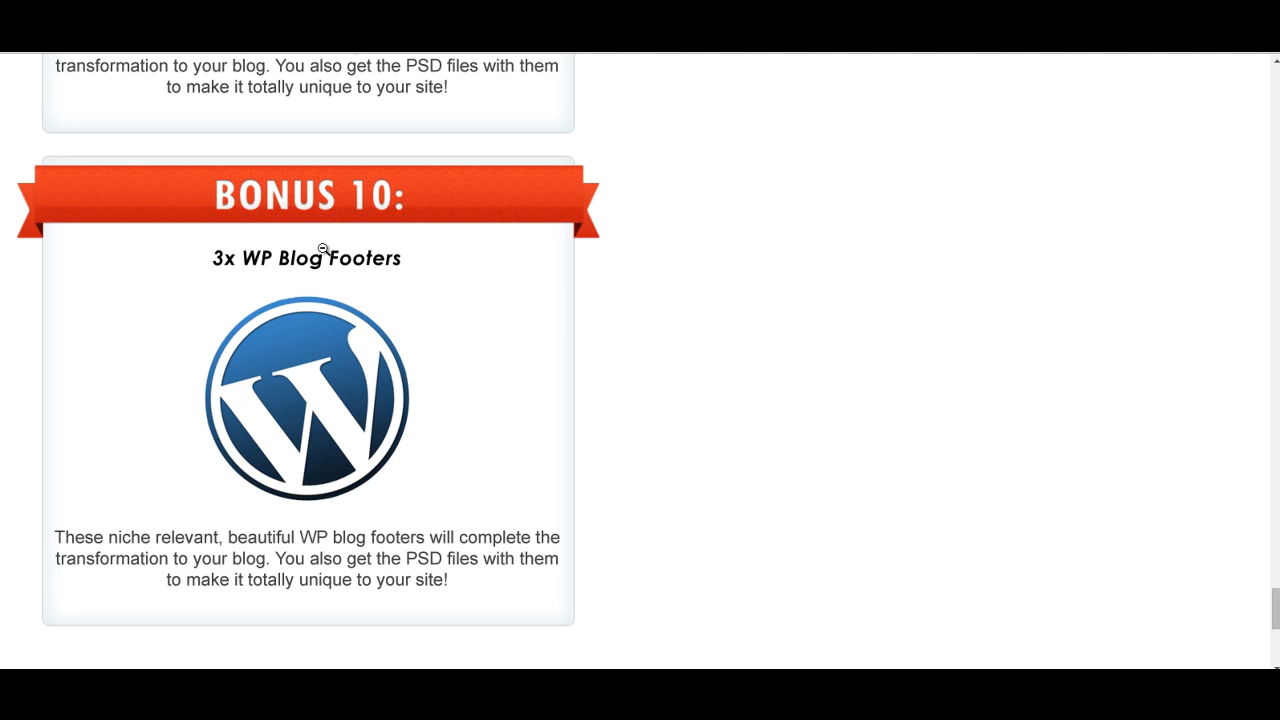 transformation to your blog. You also get the PSD files with them
to make it totally unique to your site!
BONUS 10:
3x WP Blog Footers
W
These niche relevant, beautiful WP blog footers will complete the
transformation to your blog. You also get the PSD files with them
to make it totally unique to your site!